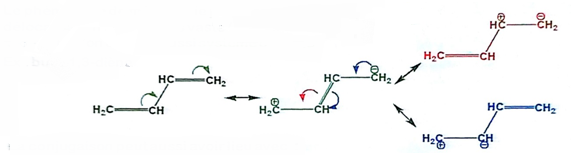 H₂C CH HC CH₂
H₂C ⊕ CH HC CH₂ ⊖
H₂C CH HC ⊕ CH₂ ⊖
H₂C ⊕ CH ⊖ HC CH₂